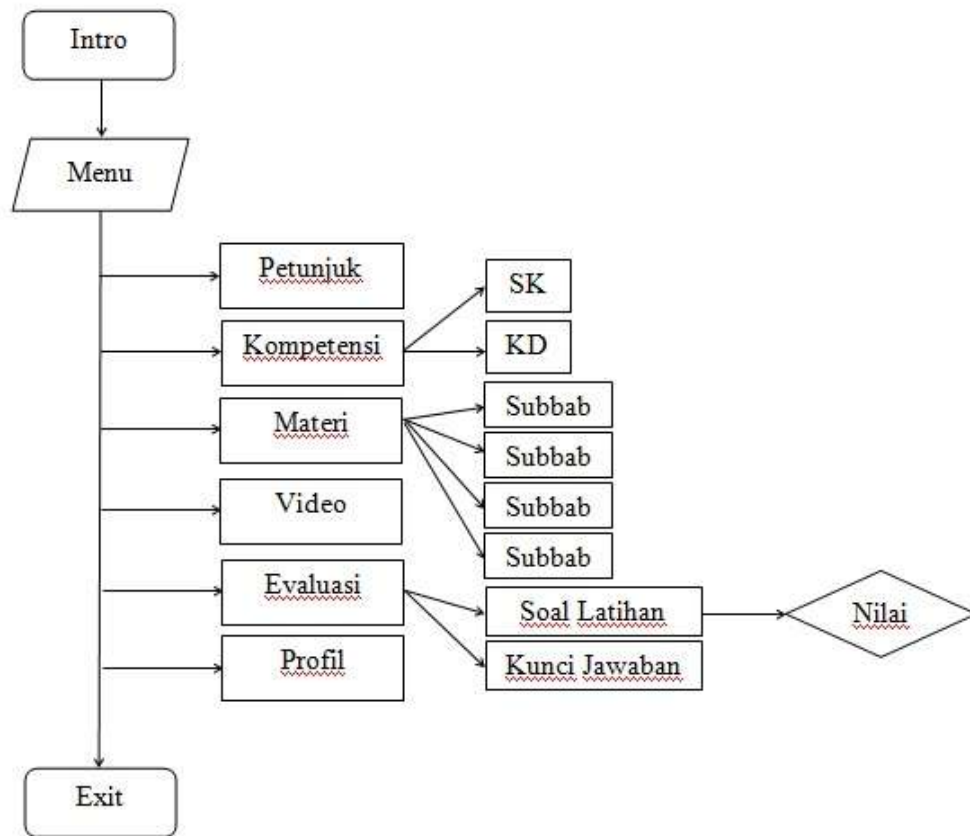 Intro
Menu
Petunjuk
SK
Kompetensi
KD
Materi
Subbab
Subbab
Video
Subbab
Subbab
Evaluasi
Soal Latihan
Nilai
Profil
Kunci Jawaban
Exit